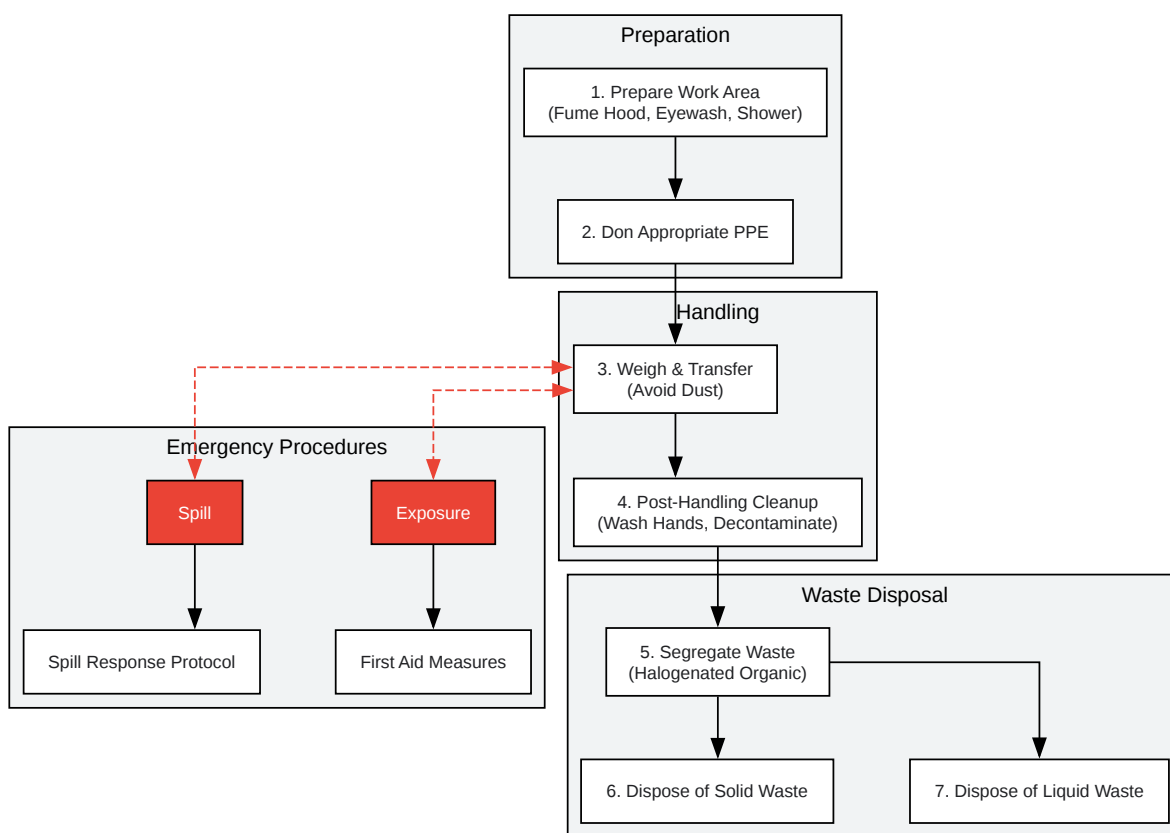 Preparation
1. Prepare Work Area
(Fume Hood, Eyewash, Shower)
2. Don Appropriate PPE
Handling
3. Weigh & Transfer
(Avoid Dust)
4. Post-Handling Cleanup
(Wash Hands, Decontaminate)
Emergency Procedures
Spill
Exposure
Spill Response Protocol
First Aid Measures
Waste Disposal
5. Segregate Waste
(Halogenated Organic)
6. Dispose of Solid Waste
7. Dispose of Liquid Waste